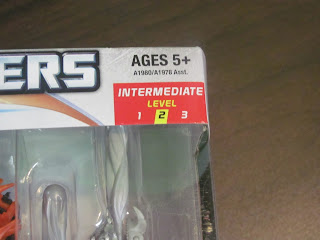 ERS
AGES 5+
A1980/A1978 Asst.
INTERMEDIATE
LEVEL
1 2 3